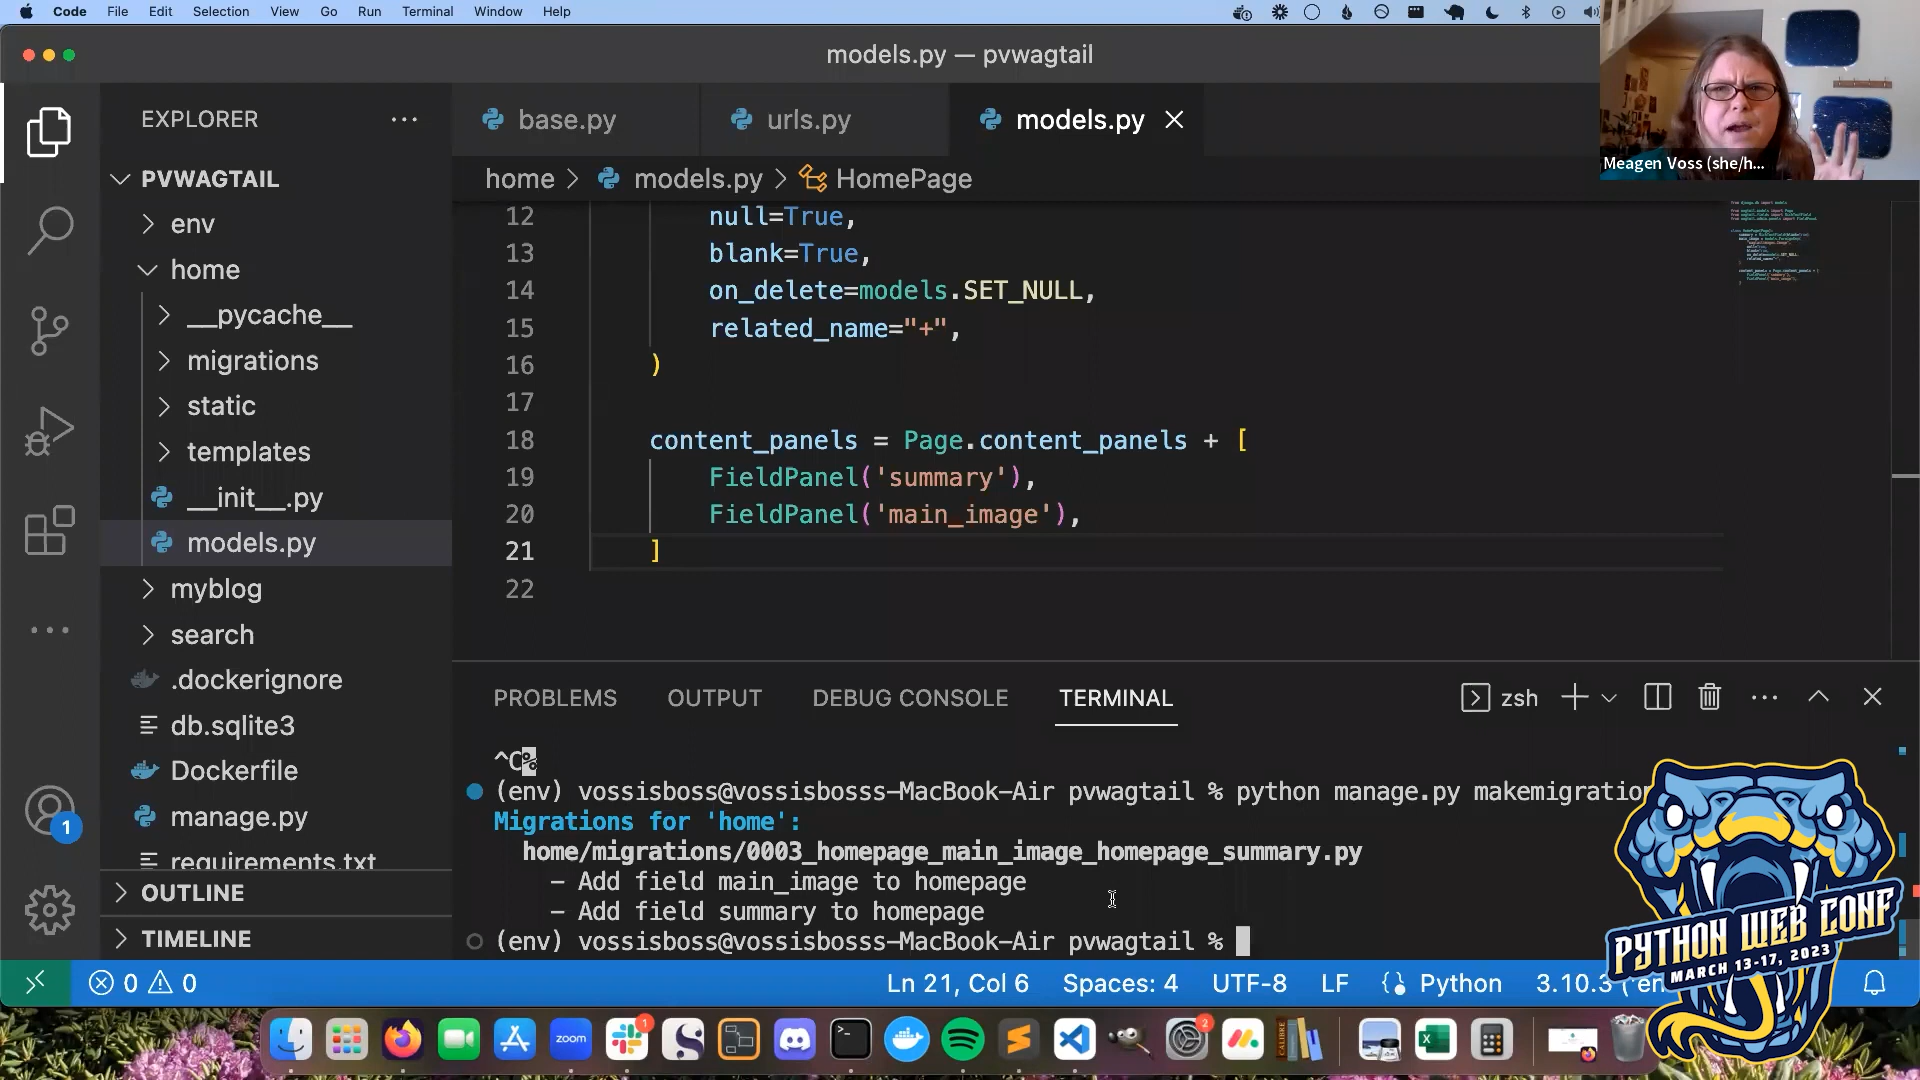 Code File Edit Selection View Go Run Terminal Window Help
models.py — pvwagtail
Meagen Voss (she/h...
EXPLORER
PVWAGTAIL
env
home
__pycache__
migrations
static
templates
__init__.py
models.py
myblog
search
.dockerignore
db.sqlite3
Dockerfile
manage.py
requirements.txt
OUTLINE
TIMELINE
1
base.py urls.py models.py
home > models.py > HomePage
12 null=True,
13 blank=True,
14 on_delete=models.SET_NULL,
15 related_name="+",
16 )
17
18 content_panels = Page.content_panels + [
19 FieldPanel('summary'),
20 FieldPanel('main_image'),
21 ]
22
PROBLEMS OUTPUT DEBUG CONSOLE TERMINAL
zsh
^C%
(env) vossisboss@vossisbosss-MacBook-Air pvwagtail % python manage.py makemigration
Migrations for 'home':
home/migrations/0003_homepage_main_image_homepage_summary.py
– Add field main_image to homepage
– Add field summary to homepage
(env) vossisboss@vossisbosss-MacBook-Air pvwagtail %
0 0
Ln 21, Col 6 Spaces: 4 UTF-8 LF Python 3.10.3 ('en
PYTHON WEB CONF
MARCH 13-17, 2023
zoom
1
2
CALIBRE